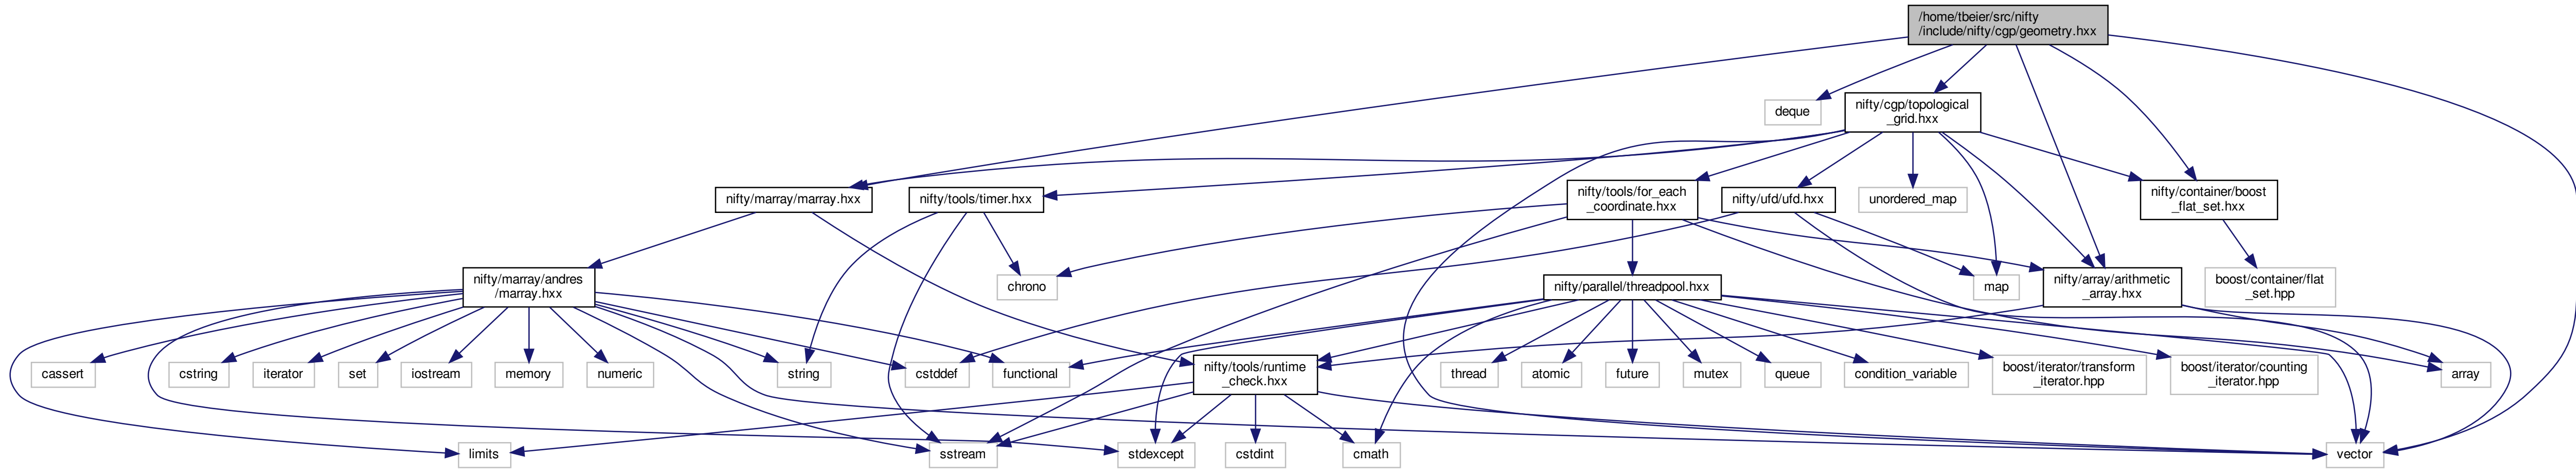 /home/tbeier/src/nifty
/include/nifty/cgp/geometry.hxx
deque
nifty/cgp/topological
_grid.hxx
nifty/marray/marray.hxx
nifty/tools/timer.hxx
nifty/tools/for_each
_coordinate.hxx
nifty/ufd/ufd.hxx
unordered_map
nifty/container/boost
_flat_set.hxx
nifty/marray/andres
/marray.hxx
chrono
nifty/parallel/threadpool.hxx
map
nifty/array/arithmetic
_array.hxx
boost/container/flat
_set.hpp
cassert
cstring
iterator
set
iostream
memory
numeric
string
cstddef
functional
nifty/tools/runtime
_check.hxx
thread
atomic
future
mutex
queue
condition_variable
boost/iterator/transform
_iterator.hpp
boost/iterator/counting
_iterator.hpp
array
limits
sstream
stdexcept
cstdint
cmath
vector